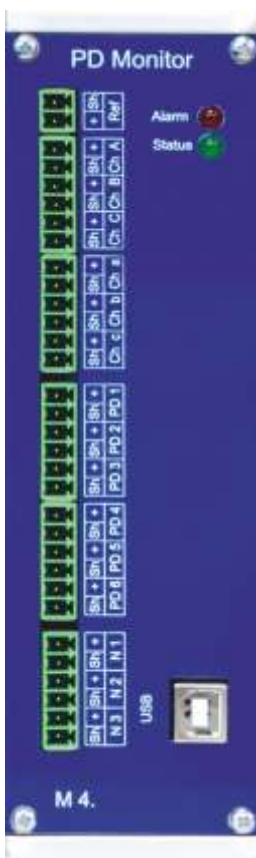 PD Monitor
Alarm
Status
Sh +
Ref
Sh + Sh + Sh +
Ch C Ch B Ch A
Sh + Sh + Sh +
Ch c Ch b Ch a
Sh + Sh + Sh +
PD 3 PD 2 PD 1
Sh + Sh + Sh +
PD 6 PD 5 PD 4
Sh + Sh + Sh +
N 3 N 2 N 1
USB
M 4.